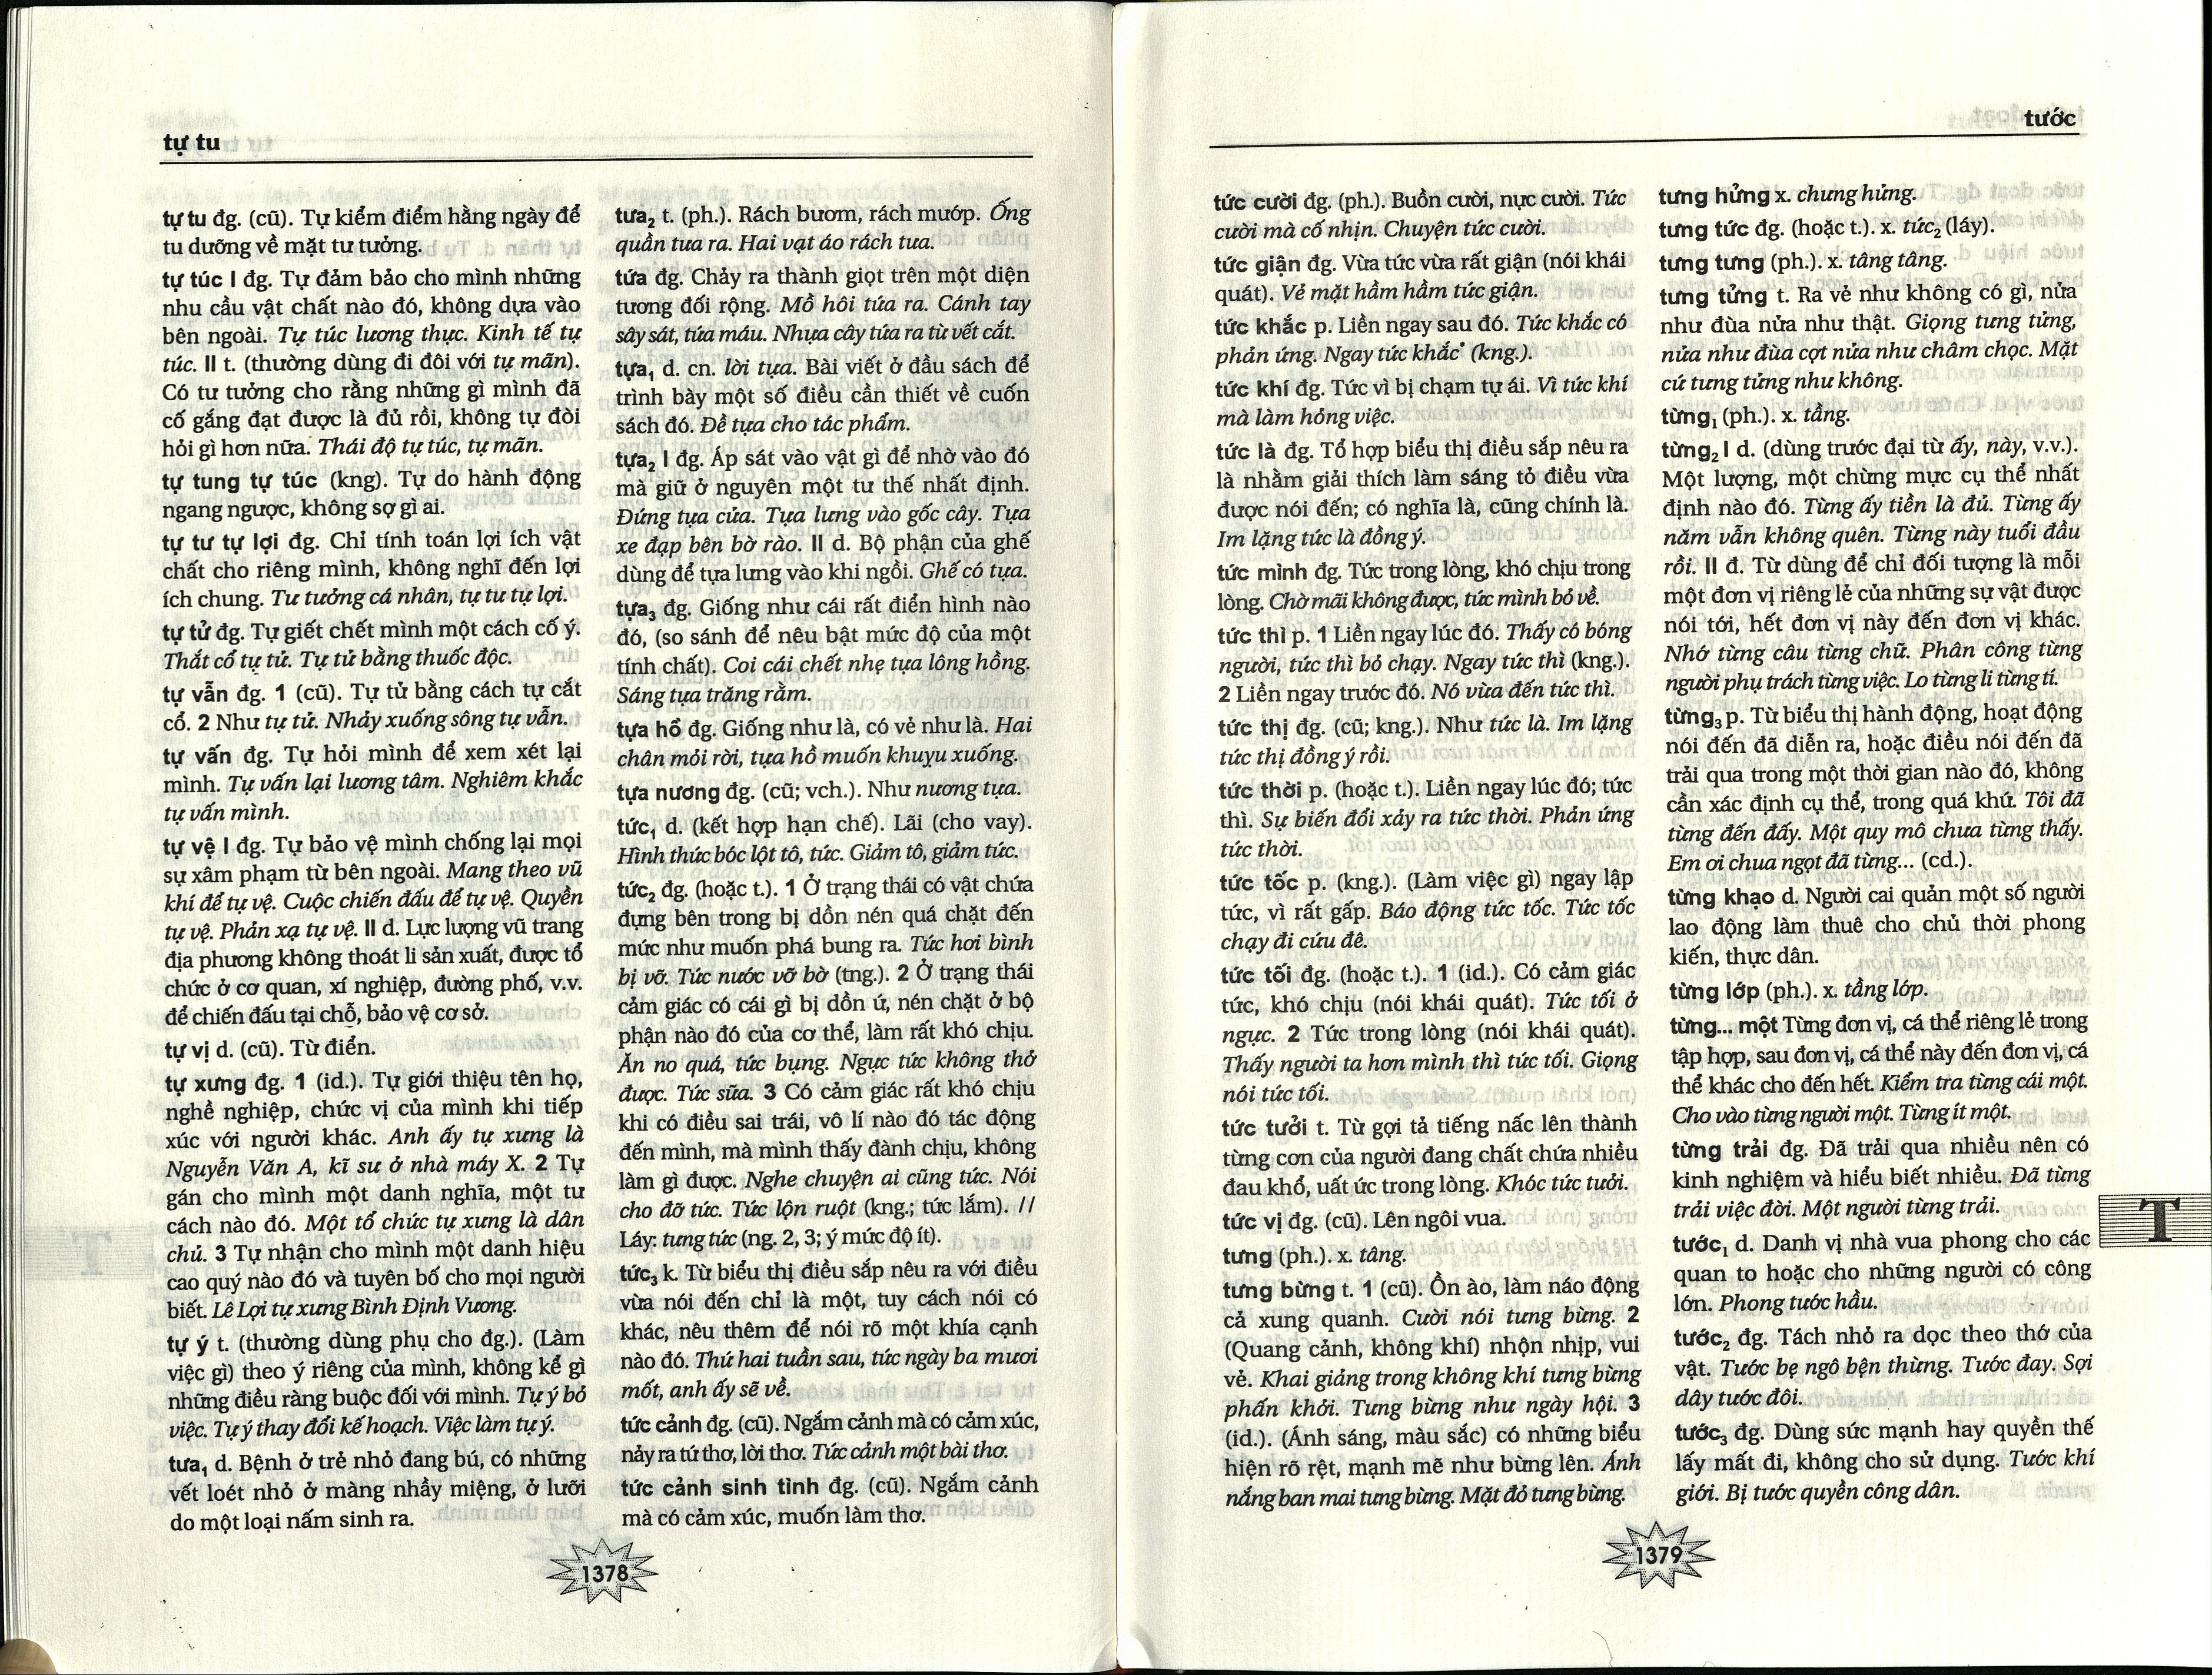 tự tu
tự tu đg. (cũ). Tự kiểm điểm hằng ngày để
tu dưỡng về mặt tư tưởng.
tự túc I đg. Tự đảm bảo cho mình những
nhu cầu vật chất nào đó, không dựa vào
bên ngoài. Tự túc lương thực. Kinh tế tự
túc. II t. (thường dùng đi đôi với tự mãn).
Có tư tưởng cho rằng những gì mình đã
cố gắng đạt được là đủ rồi, không tự đòi
hỏi gì hơn nữa. Thái độ tự túc, tự mãn.
tự tung tự túc (kng). Tự do hành động
ngang ngược, không sợ gì ai.
tự tư tự lợi đg. Chỉ tính toán lợi ích vật
chất cho riêng mình, không nghĩ đến lợi
ích chung. Tư tưởng cá nhân, tự tư tự lợi.
tự tử đg. Tự giết chết mình một cách cố ý.
Thắt cổ tự tử. Tự tử bằng thuốc độc.
tự vẫn đg. 1 (cũ). Tự tử bằng cách tự cắt
cổ. 2 Như tự tử. Nhảy xuống sông tự vẫn.
tự vấn đg. Tự hỏi mình để xem xét lại
mình. Tự vấn lại lương tâm. Nghiêm khắc
tự vấn mình.
tự vệ I đg. Tự bảo vệ mình chống lại mọi
sự xâm phạm từ bên ngoài. Mang theo vũ
khí để tự vệ. Cuộc chiến đấu để tự vệ. Quyền
tự vệ. Phản xạ tự vệ. II d. Lực lượng vũ trang
địa phương không thoát li sản xuất, được tổ
chức ở cơ quan, xí nghiệp, đường phố, v.v.
để chiến đấu tại chỗ, bảo vệ cơ sở.
tự vị d. (cũ). Từ điển.
tự xưng đg. 1 (id.). Tự giới thiệu tên họ,
nghề nghiệp, chức vị của mình khi tiếp
xúc với người khác. Anh ấy tự xưng là
Nguyễn Văn A, kĩ sư ở nhà máy X. 2 Tự
gán cho mình một danh nghĩa, một tư
cách nào đó. Một tổ chức tự xưng là dân
chủ. 3 Tự nhận cho mình một danh hiệu
cao quý nào đó và tuyên bố cho mọi người
biết. Lê Lợi tự xưng Bình Định Vương.
tự ý t. (thường dùng phụ cho đg.). (Làm
việc gì) theo ý riêng của mình, không kể gì
những điều ràng buộc đối với mình. Tự ý bỏ
việc. Tự ý thay đổi kế hoạch. Việc làm tự ý.
tưa₁ d. Bệnh ở trẻ nhỏ đang bú, có những
vết loét nhỏ ở màng nhầy miệng, ở lưỡi
do một loại nấm sinh ra.
tưa₂ t. (ph.). Rách bươm, rách mướp. Ống
quần tưa ra. Hai vạt áo rách tưa.
tứa đg. Chảy ra thành giọt trên một diện
tương đối rộng. Mồ hôi tứa ra. Cánh tay
sây sát, tứa máu. Nhựa cây tứa ra từ vết cắt.
tựa₁ d. cn. lời tựa. Bài viết ở đầu sách để
trình bày một số điều cần thiết về cuốn
sách đó. Đề tựa cho tác phẩm.
tựa₂ I đg. Áp sát vào vật gì để nhờ vào đó
mà giữ ở nguyên một tư thế nhất định.
Đứng tựa cửa. Tựa lưng vào gốc cây. Tựa
xe đạp bên bờ rào. II d. Bộ phận của ghế
dùng để tựa lưng vào khi ngồi. Ghế có tựa.
tựa₃ đg. Giống như cái rất điển hình nào
đó, (so sánh để nêu bật mức độ của một
tính chất). Coi cái chết nhẹ tựa lông hồng.
Sáng tựa trăng rằm.
tựa hồ đg. Giống như là, có vẻ như là. Hai
chân mỏi rời, tựa hồ muốn khuỵu xuống.
tựa nương đg. (cũ; vch.). Như nương tựa.
tức₁ d. (kết hợp hạn chế). Lãi (cho vay).
Hình thức bóc lột tô, tức. Giảm tô, giảm tức.
tức₂ đg. (hoặc t.). 1 Ở trạng thái có vật chứa
đựng bên trong bị dồn nén quá chặt đến
mức như muốn phá bung ra. Tức hơi bình
bị vỡ. Tức nước vỡ bờ (tng.). 2 Ở trạng thái
cảm giác có cái gì bị dồn ứ, nén chặt ở bộ
phận nào đó của cơ thể, làm rất khó chịu.
Ăn no quá, tức bụng. Ngực tức không thở
được. Tức sữa. 3 Có cảm giác rất khó chịu
khi có điều sai trái, vô lí nào đó tác động
đến mình, mà mình thấy đành chịu, không
làm gì được. Nghe chuyện ai cũng tức. Nói
cho đỡ tức. Tức lộn ruột (kng.; tức lắm). //
Láy: tưng tức (ng. 2, 3; ý mức độ ít).
tức₃ k. Từ biểu thị điều sắp nêu ra với điều
vừa nói đến chỉ là một, tuy cách nói có
khác, nêu thêm để nói rõ một khía cạnh
nào đó. Thứ hai tuần sau, tức ngày ba mươi
mốt, anh ấy sẽ về.
tức cảnh đg. (cũ). Ngắm cảnh mà có cảm xúc,
nảy ra tứ thơ, lời thơ. Tức cảnh một bài thơ.
tức cảnh sinh tình đg. (cũ). Ngắm cảnh
mà có cảm xúc, muốn làm thơ.
1378
tước
tức cười đg. (ph.). Buồn cười, nực cười. Tức
cười mà cố nhịn. Chuyện tức cười.
tức giận đg. Vừa tức vừa rất giận (nói khái
quát). Vẻ mặt hầm hầm tức giận.
tức khắc p. Liền ngay sau đó. Tức khắc có
phản ứng. Ngay tức khắc (kng.).
tức khí đg. Tức vì bị chạm tự ái. Vì tức khí
mà làm hỏng việc.
tức là đg. Tổ hợp biểu thị điều sắp nêu ra
là nhằm giải thích làm sáng tỏ điều vừa
được nói đến; có nghĩa là, cũng chính là.
Im lặng tức là đồng ý.
tức mình đg. Tức trong lòng, khó chịu trong
lòng. Chờ mãi không được, tức mình bỏ về.
tức thì p. 1 Liền ngay lúc đó. Thấy có bóng
người, tức thì bỏ chạy. Ngay tức thì (kng.).
2 Liền ngay trước đó. Nó vừa đến tức thì.
tức thị đg. (cũ; kng.). Như tức là. Im lặng
tức thị đồng ý rồi.
tức thời p. (hoặc t.). Liền ngay lúc đó; tức
thì. Sự biến đổi xảy ra tức thời. Phản ứng
tức thời.
tức tốc p. (kng.). (Làm việc gì) ngay lập
tức, vì rất gấp. Báo động tức tốc. Tức tốc
chạy đi cứu đê.
tức tối đg. (hoặc t.). 1 (id.). Có cảm giác
tức, khó chịu (nói khái quát). Tức tối ở
ngực. 2 Tức trong lòng (nói khái quát).
Thấy người ta hơn mình thì tức tối. Giọng
nói tức tối.
tức tưởi t. Từ gợi tả tiếng nấc lên thành
từng cơn của người đang chất chứa nhiều
đau khổ, uất ức trong lòng. Khóc tức tưởi.
tức vị đg. (cũ). Lên ngôi vua.
tưng (ph.). x. tâng.
tưng bừng t. 1 (cũ). Ồn ào, làm náo động
cả xung quanh. Cười nói tưng bừng. 2
(Quang cảnh, không khí) nhộn nhịp, vui
vẻ. Khai giảng trong không khí tưng bừng
phấn khởi. Tưng bừng như ngày hội. 3
(id.). (Ánh sáng, màu sắc) có những biểu
hiện rõ rệt, mạnh mẽ như bừng lên. Ánh
nắng ban mai tưng bừng. Mặt đỏ tưng bừng.
tưng hửng x. chưng hửng.
tưng tức đg. (hoặc t.). x. tức₂ (láy).
tưng tưng (ph.). x. tâng tâng.
tưng tửng t. Ra vẻ như không có gì, nửa
như đùa nửa như thật. Giọng tưng tửng,
nửa như đùa cợt nửa như châm chọc. Mặt
cứ tưng tửng như không.
từng₁ (ph.). x. tầng.
từng₂ I d. (dùng trước đại từ ấy, này, v.v.).
Một lượng, một chừng mực cụ thể nhất
định nào đó. Từng ấy tiền là đủ. Từng ấy
năm vẫn không quên. Từng này tuổi đầu
rồi. II đ. Từ dùng để chỉ đối tượng là mỗi
một đơn vị riêng lẻ của những sự vật được
nói tới, hết đơn vị này đến đơn vị khác.
Nhớ từng câu từng chữ. Phân công từng
người phụ trách từng việc. Lo từng li từng tí.
từng₃ p. Từ biểu thị hành động, hoạt động
nói đến đã diễn ra, hoặc điều nói đến đã
trải qua trong một thời gian nào đó, không
cần xác định cụ thể, trong quá khứ. Tôi đã
từng đến đấy. Một quy mô chưa từng thấy.
Em ơi chua ngọt đã từng... (cd.).
từng khạo d. Người cai quản một số người
lao động làm thuê cho chủ thời phong
kiến, thực dân.
từng lớp (ph.). x. tầng lớp.
từng... một Từng đơn vị, cá thể riêng lẻ trong
tập hợp, sau đơn vị, cá thể này đến đơn vị, cá
thể khác cho đến hết. Kiểm tra từng cái một.
Cho vào từng người một. Từng ít một.
từng trải đg. Đã trải qua nhiều nên có
kinh nghiệm và hiểu biết nhiều. Đã từng
trải việc đời. Một người từng trải.
tước₁ d. Danh vị nhà vua phong cho các
quan to hoặc cho những người có công
lớn. Phong tước hầu.
tước₂ đg. Tách nhỏ ra dọc theo thớ của
vật. Tước bẹ ngô bện thừng. Tước đay. Sợi
dây tước đôi.
tước₃ đg. Dùng sức mạnh hay quyền thế
lấy mất đi, không cho sử dụng. Tước khí
giới. Bị tước quyền công dân.
T
1379